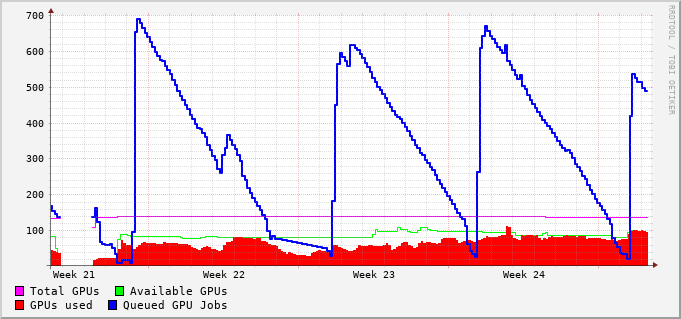 700
600
500
400
300
200
100
Week 21 Week 22 Week 23 Week 24
Total GPUs Available GPUs
GPUs used Queued GPU Jobs
RRDTOOL / TOBI OETIKER